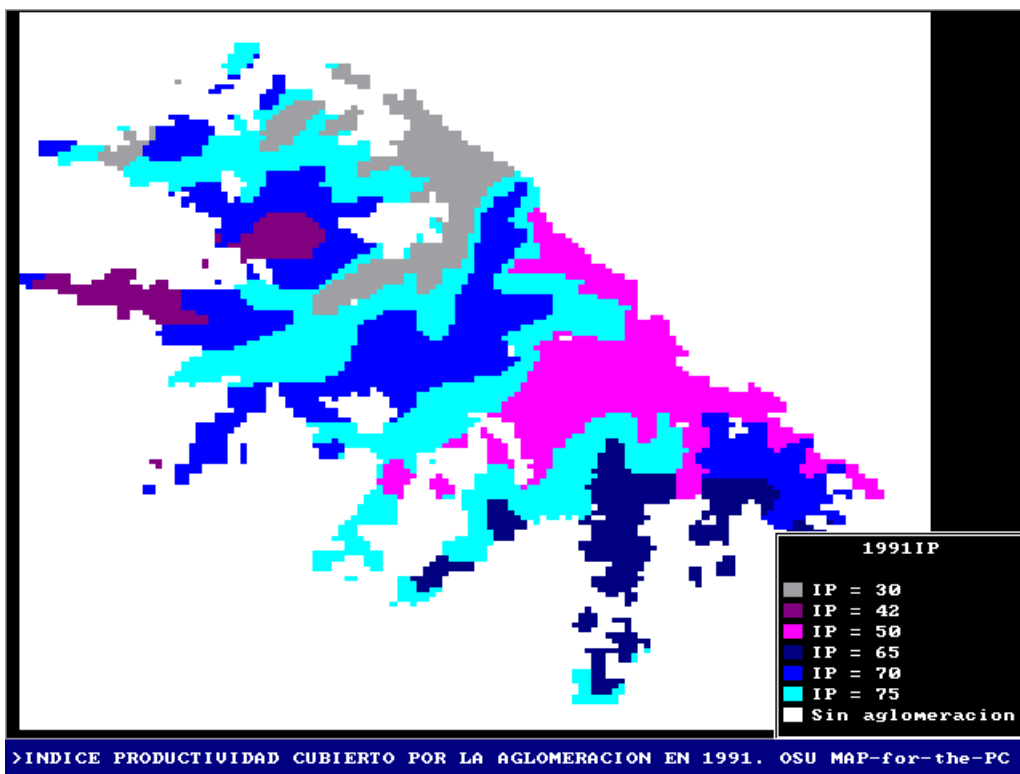 1991IP
IP = 30
IP = 42
IP = 50
IP = 65
IP = 70
IP = 75
Sin aglomeracion
>INDICE PRODUCTIVIDAD CUBIERTO POR LA AGLOMERACION EN 1991. OSU MAP-for-the-PC